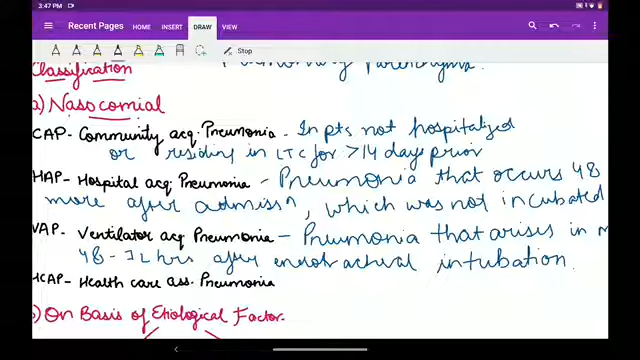 3:47 PM
Recent Pages HOME INSERT DRAW VIEW
Stop
Classification Pulmonary Parenchyma.
a) Nasocomial
CAP- Community acq. Pneumonia - In pts not hospitalized
or residing in LTC for >14 days prior
HAP- Hospital acq Pneumonia - Pneumonia that occurs 48
more after admissⁿ, which was not incubated
VAP- Ventilator acq Pneumonia - Pneumonia that arises in
48-72 hrs after endotracheal intubation.
HCAP- Health care ass. Pneumonia
b) On Basis of Etiological Factor.